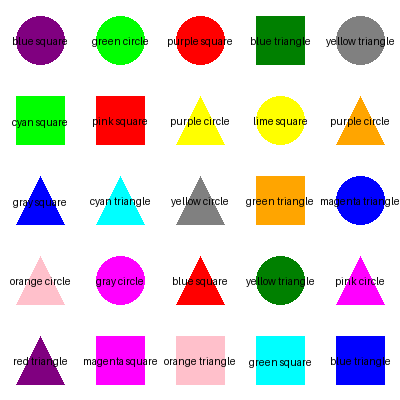 blue square green circle purple square blue triangle yellow triangle
cyan square pink square purple circle lime square purple circle
gray square cyan triangle yellow circle green triangle magenta triangle
orange circle gray circle blue square yellow triangle pink circle
red triangle magenta square orange triangle green square blue triangle